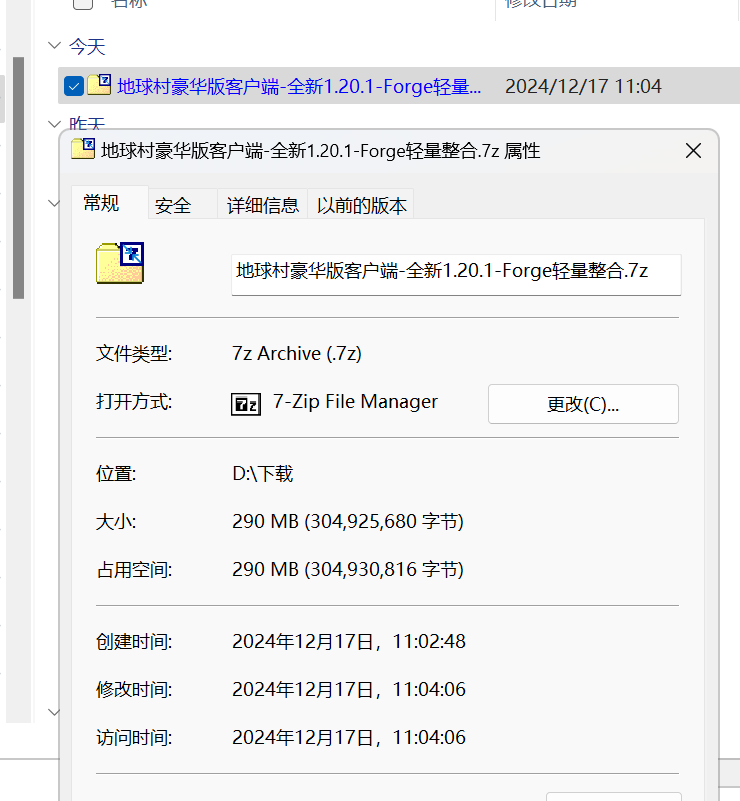 名称 修改日期
今天
地球村豪华版客户端-全新1.20.1-Forge轻量... 2024/12/17 11:04
昨天
地球村豪华版客户端-全新1.20.1-Forge轻量整合.7z 属性
常规 安全 详细信息 以前的版本
地球村豪华版客户端-全新1.20.1-Forge轻量整合.7z
文件类型: 7z Archive (.7z)
打开方式: 7-Zip File Manager 更改(C)...
位置: D:\下载
大小: 290 MB (304,925,680 字节)
占用空间: 290 MB (304,930,816 字节)
创建时间: 2024年12月17日，11:02:48
修改时间: 2024年12月17日，11:04:06
访问时间: 2024年12月17日，11:04:06